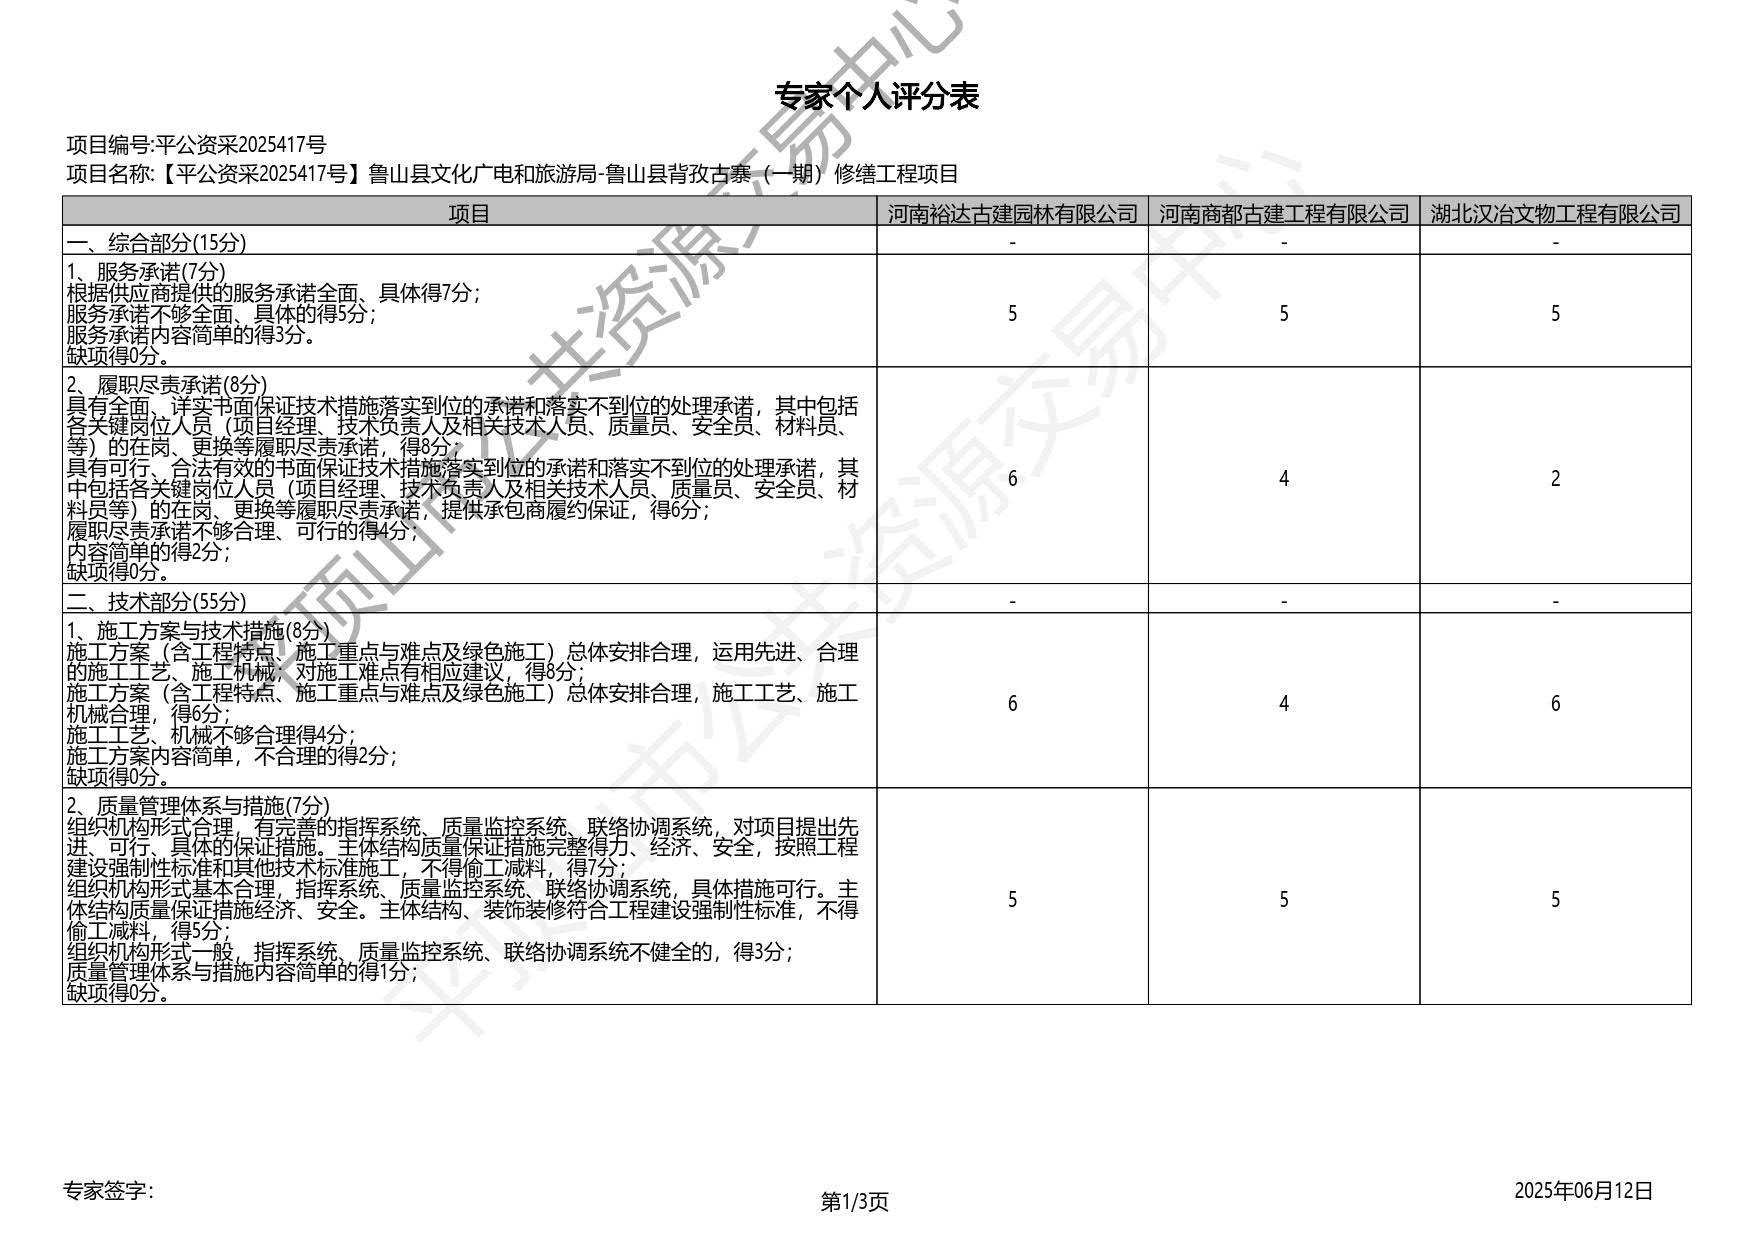 专家个人评分表
项目编号:平公资采2025417号
项目名称:【平公资采2025417号】鲁山县文化广电和旅游局-鲁山县背孜古寨（一期）修缮工程项目
项目 河南裕达古建园林有限公司 河南商都古建工程有限公司 湖北汉冶文物工程有限公司
一、综合部分(15分) - - -
1、服务承诺(7分)
根据供应商提供的服务承诺全面、具体得7分；
服务承诺不够全面、具体的得5分；
服务承诺内容简单的得3分。
缺项得0分。
5 5 5
2、履职尽责承诺(8分)
具有全面、详实书面保证技术措施落实到位的承诺和落实不到位的处理承诺，其中包括
各关键岗位人员（项目经理、技术负责人及相关技术人员、质量员、安全员、材料员、
等）的在岗、更换等履职尽责承诺，得8分；
具有可行、合法有效的书面保证技术措施落实到位的承诺和落实不到位的处理承诺，其
中包括各关键岗位人员（项目经理、技术负责人及相关技术人员、质量员、安全员、材
料员等）的在岗、更换等履职尽责承诺，提供承包商履约保证，得6分；
履职尽责承诺不够合理、可行的得4分；
内容简单的得2分；
缺项得0分。
6 4 2
二、技术部分(55分) - - -
1、施工方案与技术措施(8分)
施工方案（含工程特点、施工重点与难点及绿色施工）总体安排合理，运用先进、合理
的施工工艺、施工机械；对施工难点有相应建议，得8分；
施工方案（含工程特点、施工重点与难点及绿色施工）总体安排合理，施工工艺、施工
机械合理，得6分；
施工工艺、机械不够合理得4分；
施工方案内容简单，不合理的得2分；
缺项得0分。
6 4 6
2、质量管理体系与措施(7分)
组织机构形式合理，有完善的指挥系统、质量监控系统、联络协调系统，对项目提出先
进、可行、具体的保证措施。主体结构质量保证措施完整得力、经济、安全，按照工程
建设强制性标准和其他技术标准施工，不得偷工减料，得7分；
组织机构形式基本合理，指挥系统、质量监控系统、联络协调系统，具体措施可行。主
体结构质量保证措施经济、安全。主体结构、装饰装修符合工程建设强制性标准，不得
偷工减料，得5分；
组织机构形式一般，指挥系统、质量监控系统、联络协调系统不健全的，得3分；
质量管理体系与措施内容简单的得1分；
缺项得0分。
5 5 5
平顶山市公共资源交易中心
平顶山市公共资源交易中心
专家签字：
第1/3页
2025年06月12日